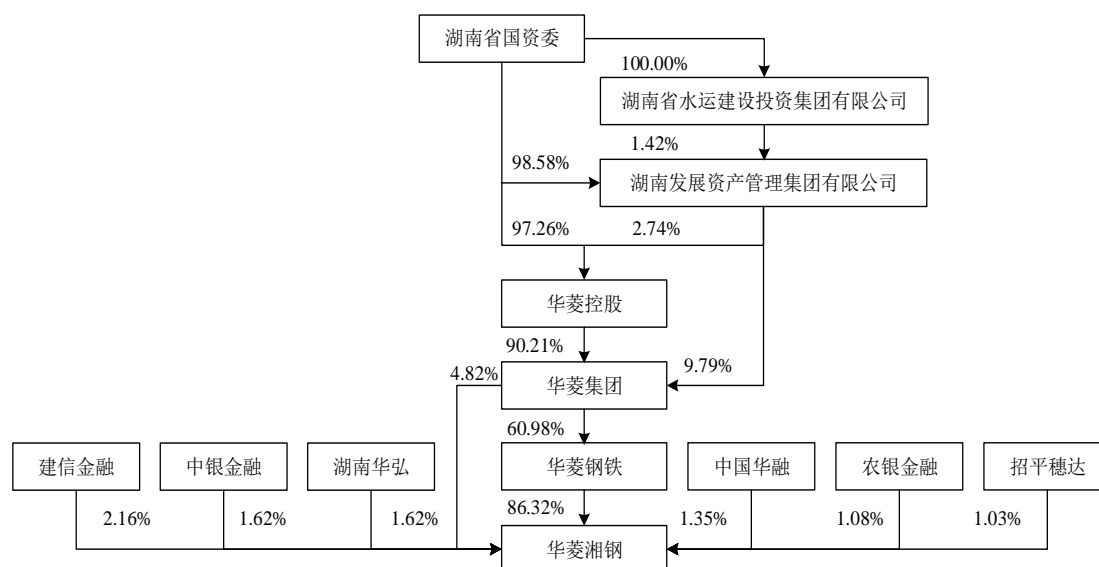 湖南省国资委
100.00%
湖南省水运建设投资集团有限公司
1.42%
98.58%
湖南发展资产管理集团有限公司
97.26%
2.74%
华菱控股
90.21%
4.82%
华菱集团
9.79%
60.98%
建信金融
中银金融
湖南华弘
华菱钢铁
中国华融
农银金融
招平穗达
2.16%
1.62%
1.62%
86.32%
1.35%
1.08%
1.03%
华菱湘钢